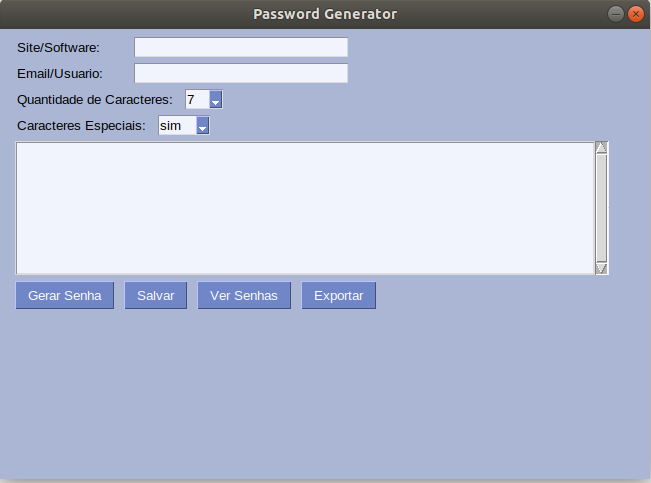 Password Generator
Site/Software:
Email/Usuario:
Quantidade de Caracteres: 7
Caracteres Especiais: sim
Gerar Senha Salvar Ver Senhas Exportar